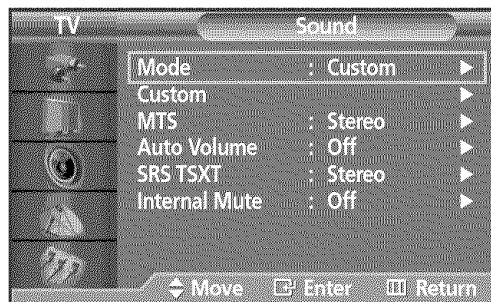 TV Sound
Mode : Custom
Custom
MTS : Stereo
Auto Volume : Off
SRS TSXT : Stereo
Internal Mute : Off
Move Enter Return